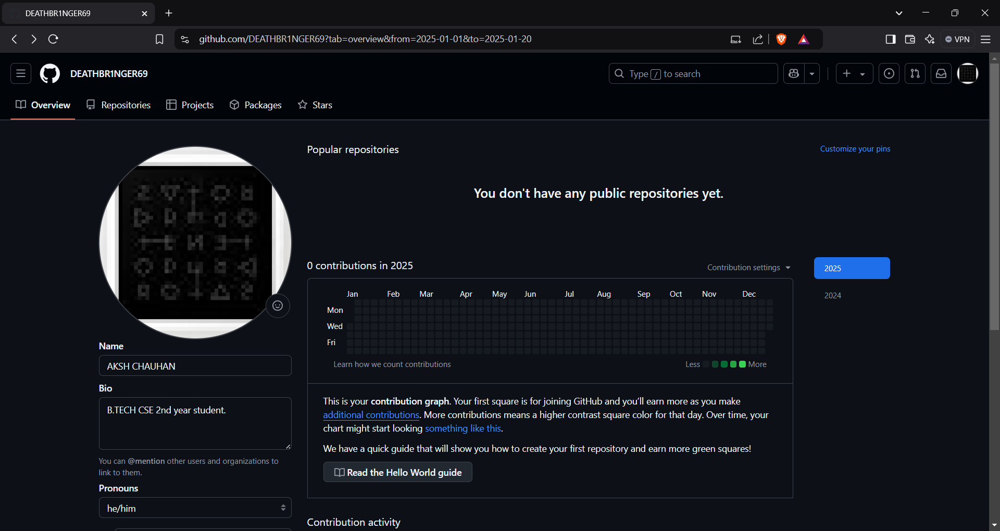 DEATHBR1NGER69
github.com/DEATHBR1NGER69?tab=overview&from=2025-01-01&to=2025-01-20
VPN
DEATHBR1NGER69
Type / to search
Overview
Repositories
Projects
Packages
Stars
Popular repositories
Customize your pins
You don't have any public repositories yet.
0 contributions in 2025
Contribution settings
2025
2024
Jan Feb Mar Apr May Jun Jul Aug Sep Oct Nov Dec
Mon
Wed
Fri
Learn how we count contributions
Less More
This is your contribution graph. Your first square is for joining GitHub and you'll earn more as you make
additional contributions. More contributions means a higher contrast square color for that day. Over time, your
chart might start looking something like this.
We have a quick guide that will show you how to create your first repository and earn more green squares!
Read the Hello World guide
Contribution activity
Name
AKSH CHAUHAN
Bio
B.TECH CSE 2nd year student.
You can @mention other users and organizations to
link to them.
Pronouns
he/him